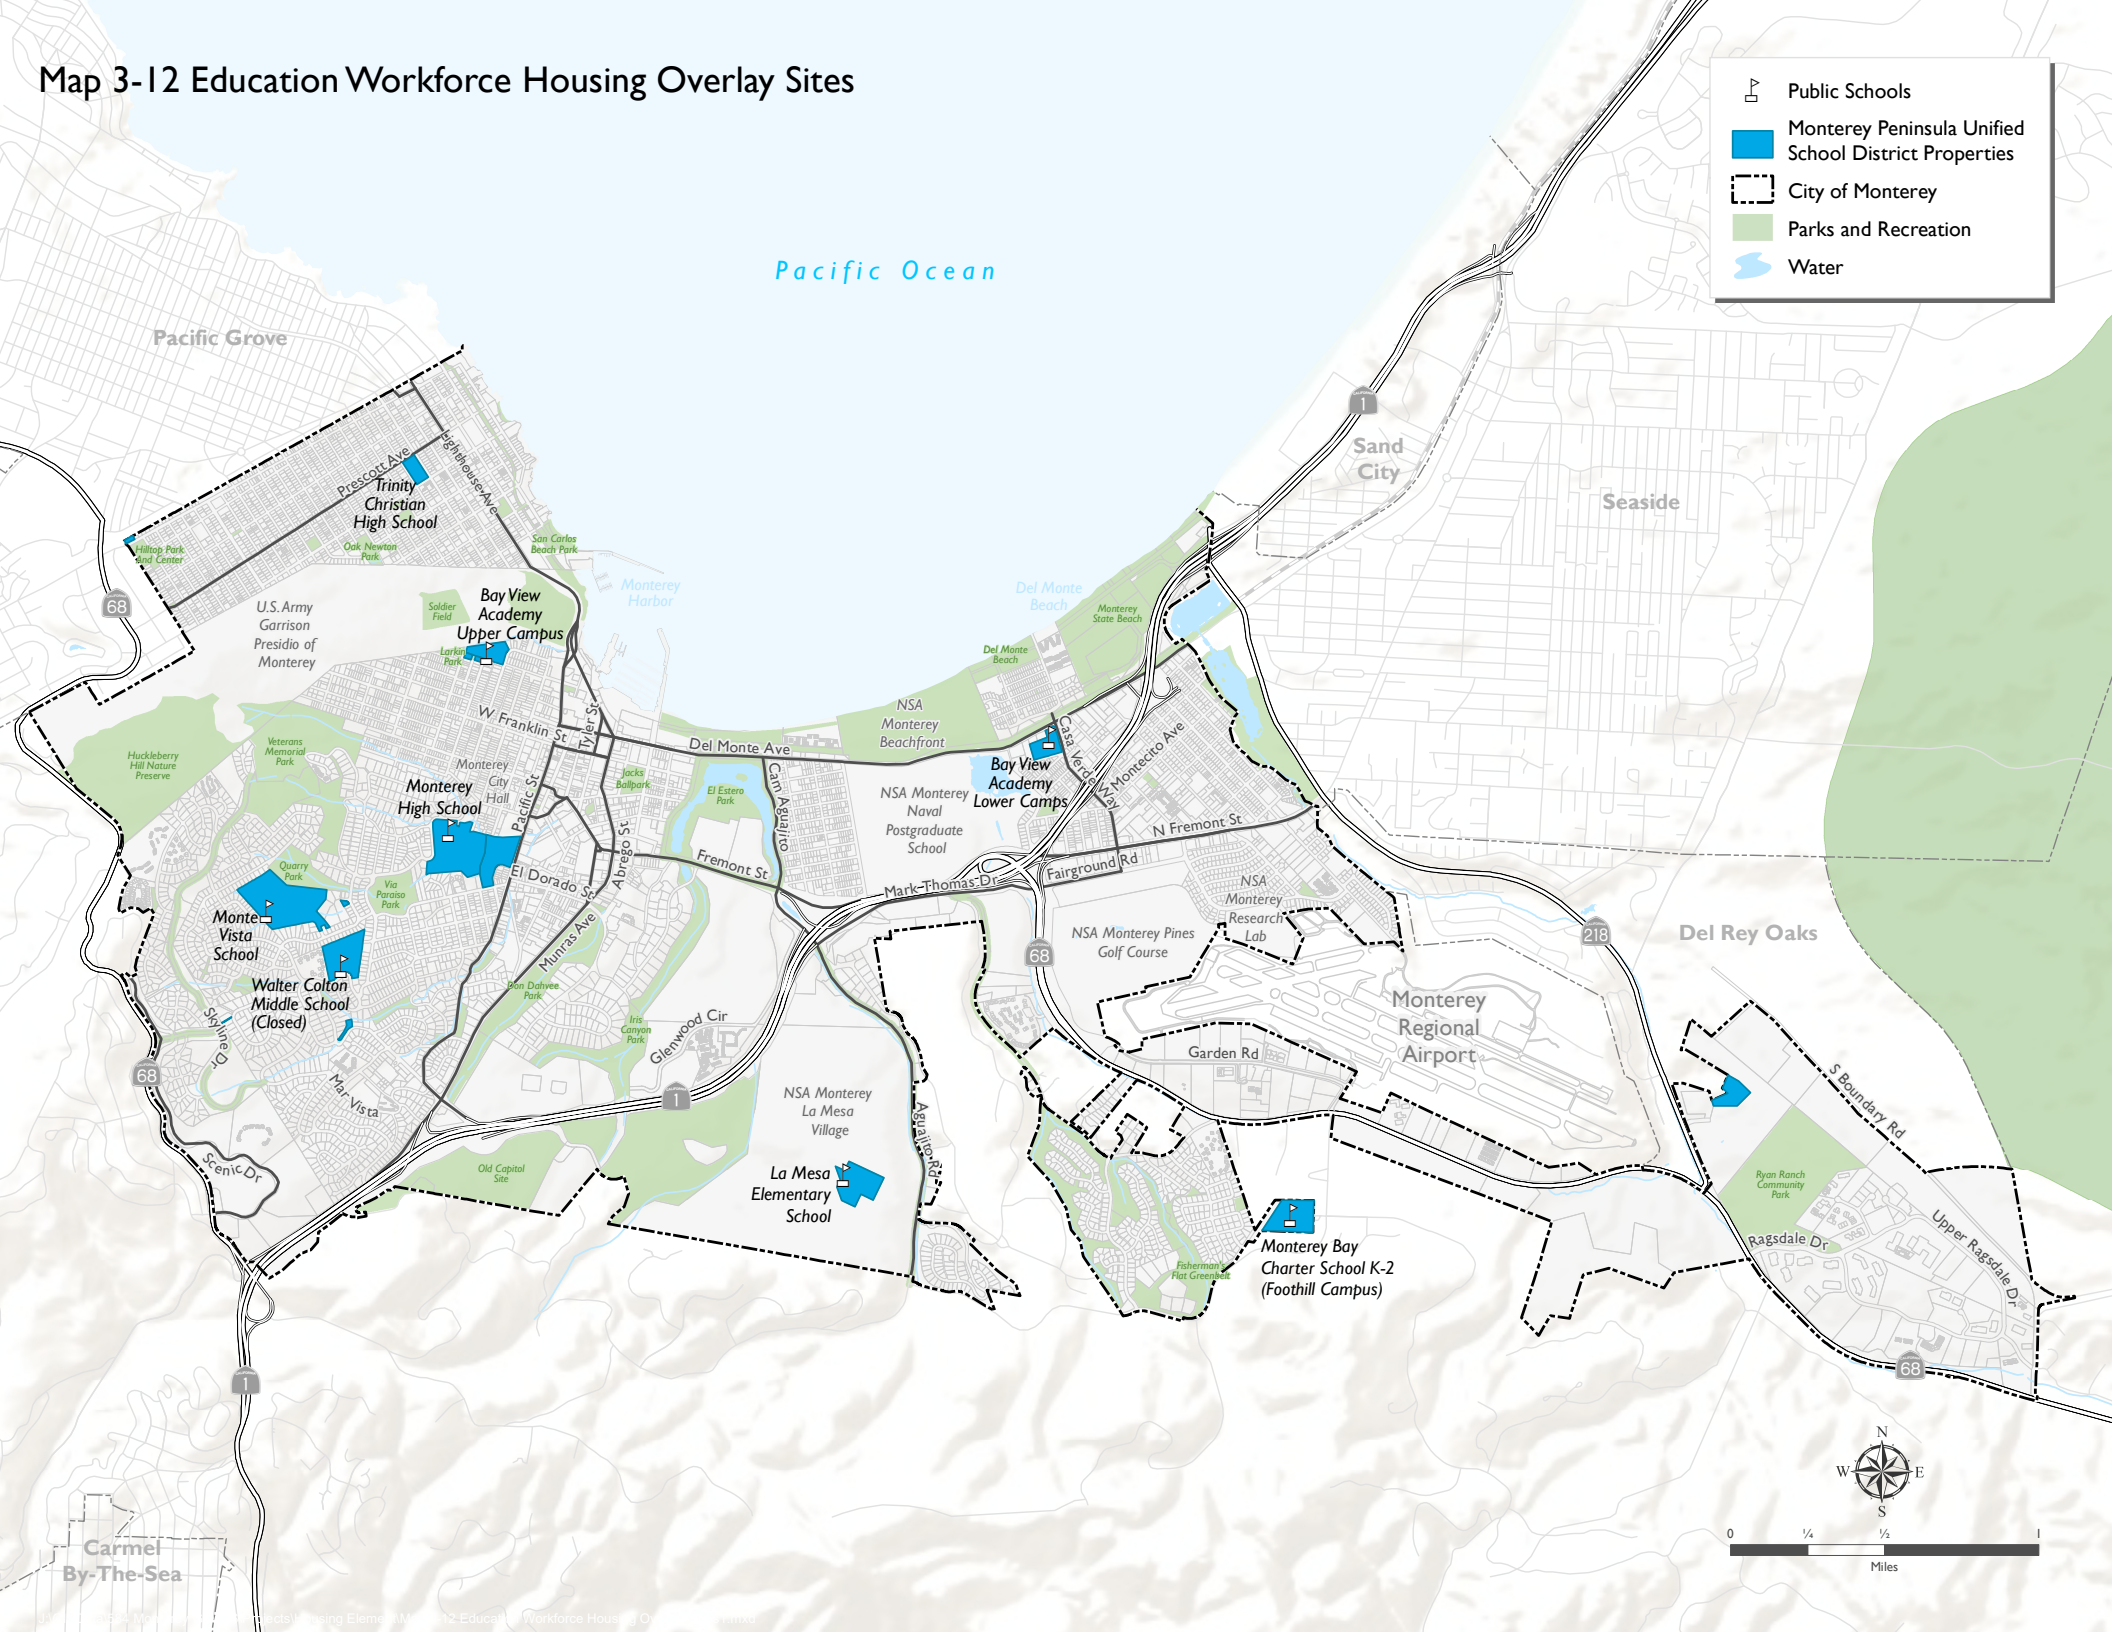 Map 3-12 Education Workforce Housing Overlay Sites
Public Schools
Monterey Peninsula Unified
School District Properties
City of Monterey
Parks and Recreation
Water
Pacific Ocean
Pacific Grove
1
Sand
City
Seaside
Lighthouse Ave
Prescott Ave
Trinity
Christian
High School
Hilltop Park
And Center
Oak Newton
Park
San Carlos
Beach Park
Monterey
Harbor
68
U.S. Army
Garrison
Presidio of
Monterey
Soldier
Field
Bay View
Academy
Upper Campus
Larkin
Park
Del Monte
Beach
Monterey
State Beach
Del Monte
Beach
NSA
Monterey
Beachfront
W Franklin St
Tyler St
Del Monte Ave
Casa Verde Way
Montecito Ave
Huckleberry
Hill Nature
Preserve
Veterans
Memorial
Park
Monterey
City
Hall
Jacks
Ballpark
El Estero
Park
Cam Aguajito
Bay View
Academy
Lower Camps
Monterey
High School
Pacific St
NSA Monterey
Naval
Postgraduate
School
N Fremont St
Abrego St
Fremont St
Mark Thomas Dr
Fairground Rd
El Dorado St
Quarry
Park
Via
Paraiso
Park
Munras Ave
NSA
Monterey
Research
Lab
Monte
Vista
School
NSA Monterey Pines
Golf Course
68
218
Del Rey Oaks
Walter Colton
Middle School
(Closed)
Don Dahvee
Park
Iris
Canyon
Park
Glenwood Cir
Monterey
Regional
Airport
Skyline Dr
68
Mar Vista
1
Garden Rd
NSA Monterey
La Mesa
Village
Aguajito Rd
S Boundary Rd
Scenic Dr
Old Capitol
Site
La Mesa
Elementary
School
Ryan Ranch
Community
Park
Monterey Bay
Charter School K-2
(Foothill Campus)
Fisherman's
Flat Greenbelt
Ragsdale Dr
Upper Ragsdale Dr
1
68
N
W
E
S
0
¼
½
1
Miles
Carmel
By-The-Sea